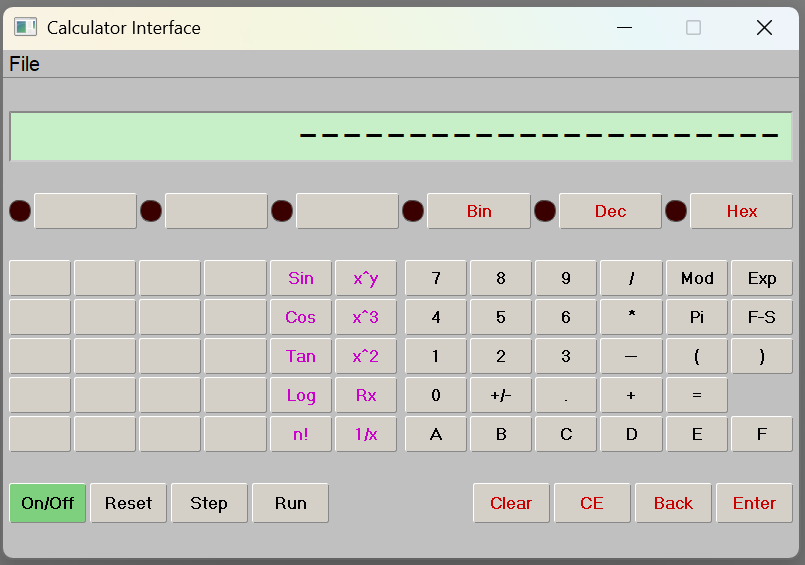 Calculator Interface
File
----------------------
Bin Dec Hex
Sin x^y 7 8 9 / Mod Exp
Cos x^3 4 5 6 * Pi F-S
Tan x^2 1 2 3 — ( )
Log Rx 0 +/- . + =
n! 1/x A B C D E F
On/Off Reset Step Run Clear CE Back Enter